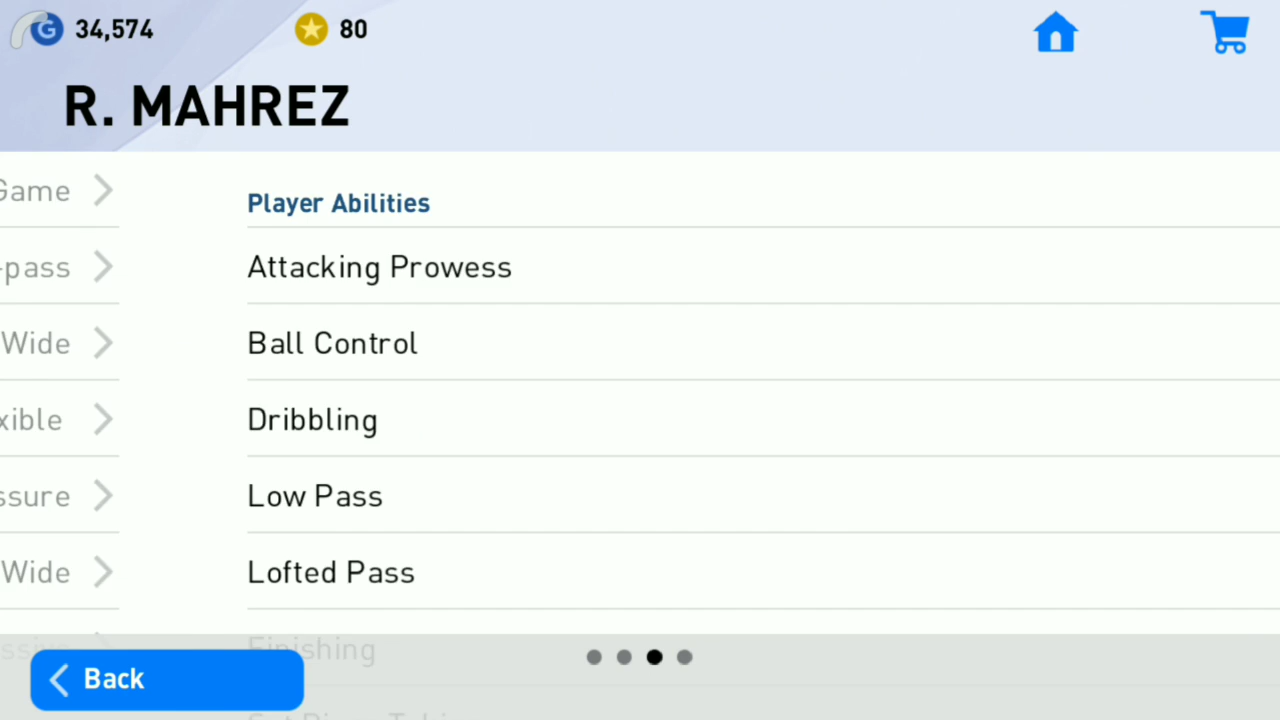 G 34,574 80
R. MAHREZ
Game
-pass
Wide
xible
ssure
Wide
Player Abilities
Attacking Prowess
Ball Control
Dribbling
Low Pass
Lofted Pass
Finishing
Back